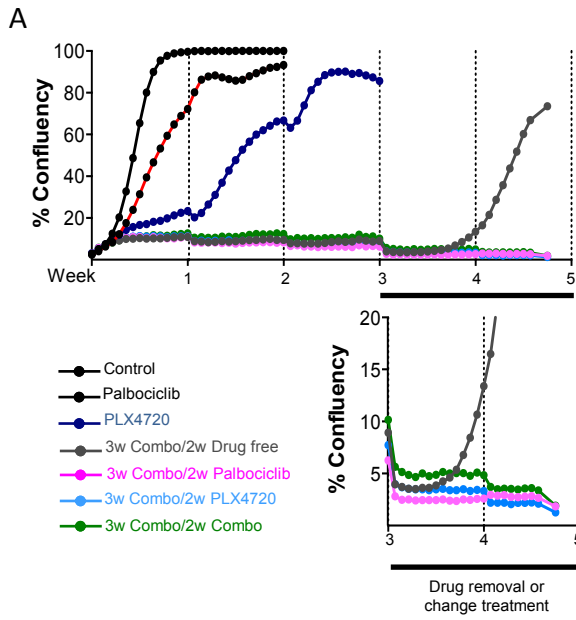 A
% Confluency
100
80
60
40
20
Week
1
2
3
4
5
Control
Palbociclib
PLX4720
3w Combo/2w Drug free
3w Combo/2w Palbociclib
3w Combo/2w PLX4720
3w Combo/2w Combo
% Confluency
20
15
10
5
3
4
5
Drug removal or
change treatment